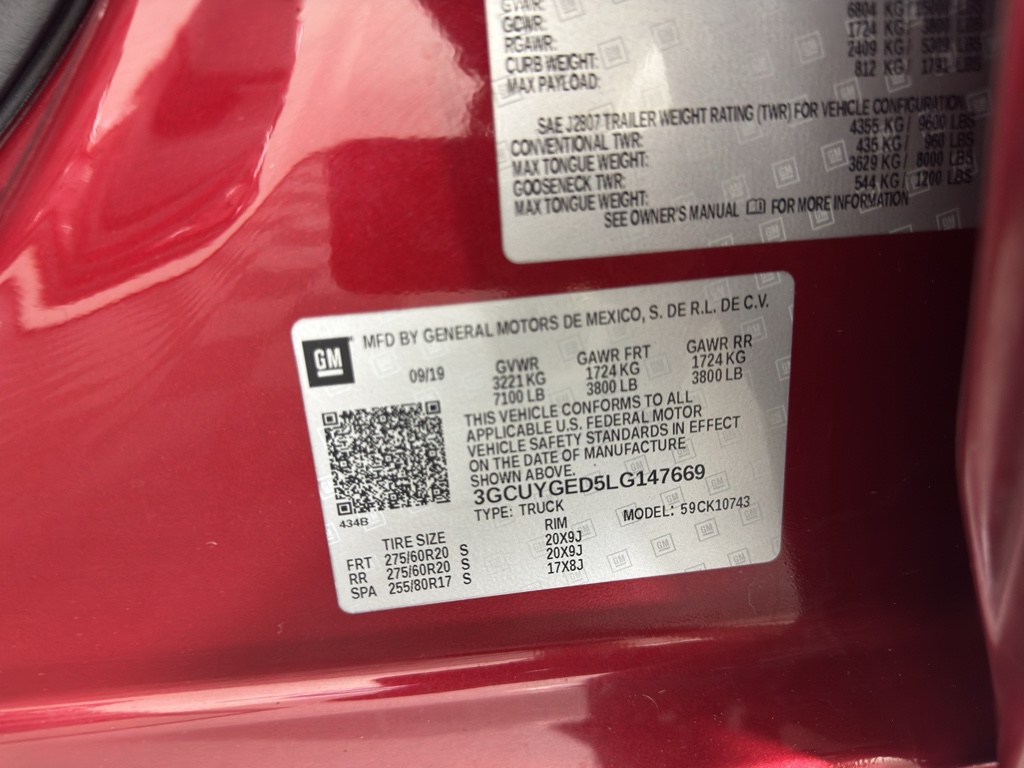 GCWR:
6804 KG
RGAWR:
1724 KG
CURB WEIGHT:
2409 KG
MAX PAYLOAD:
812 KG / 1791 LBS
SAE J2807 TRAILER WEIGHT RATING (TWR) FOR VEHICLE CONFIGURATION
CONVENTIONAL TWR: 4355 KG / 9600 LBS
MAX TONGUE WEIGHT: 435 KG / 960 LBS
GOOSENECK TWR: 3629 KG / 8000 LBS
MAX TONGUE WEIGHT: 544 KG / 1200 LBS
SEE OWNER'S MANUAL FOR MORE INFORMATION
GM
MFD BY GENERAL MOTORS DE MEXICO, S. DE R.L. DE C.V.
09/19
GVWR GAWR FRT GAWR RR
3221 KG 1724 KG 1724 KG
7100 LB 3800 LB 3800 LB
THIS VEHICLE CONFORMS TO ALL
APPLICABLE U.S. FEDERAL MOTOR
VEHICLE SAFETY STANDARDS IN EFFECT
ON THE DATE OF MANUFACTURE
SHOWN ABOVE.
3GCUYGED5LG147669
TYPE: TRUCK MODEL: 59CK10743
434B
TIRE SIZE RIM
FRT 275/60R20 S 20X9J
RR 275/60R20 S 20X9J
SPA 255/80R17 S 17X8J